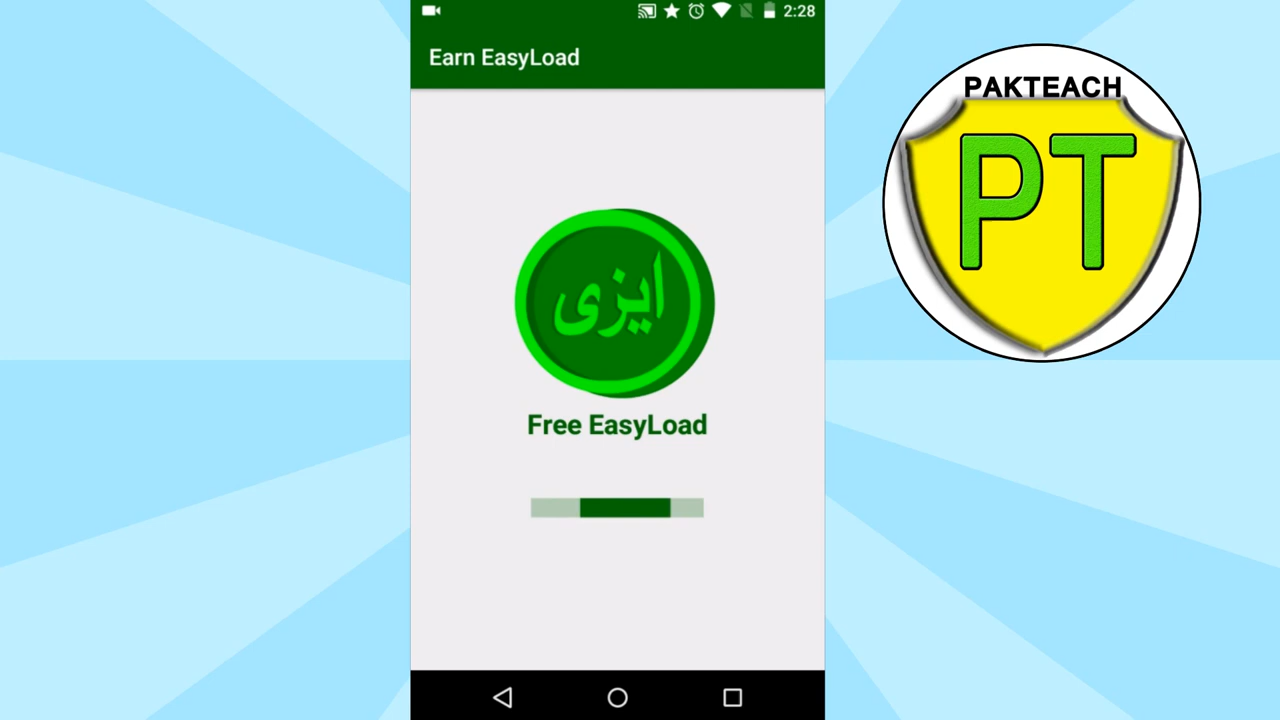 2:28
Earn EasyLoad
PAKTEACH
PT
ایزی
Free EasyLoad